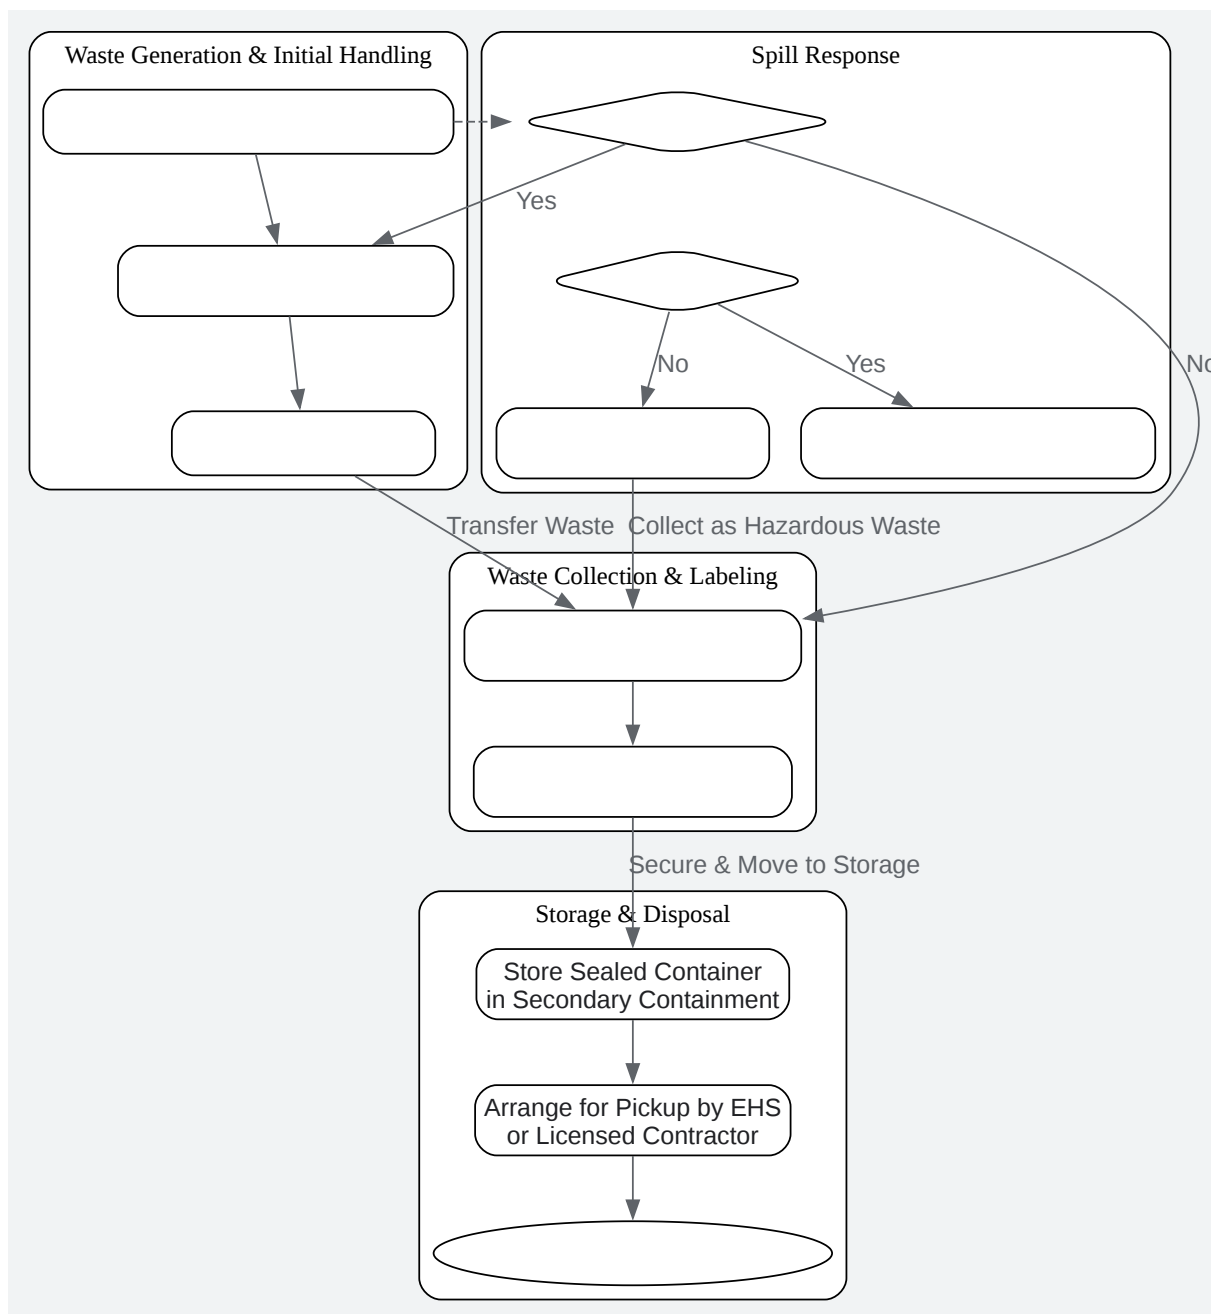 Waste Generation & Initial Handling
Spill Response
Yes
No
Yes
No
Transfer Waste
Collect as Hazardous Waste
Waste Collection & Labeling
Secure & Move to Storage
Storage & Disposal
Store Sealed Container
in Secondary Containment
Arrange for Pickup by EHS
or Licensed Contractor